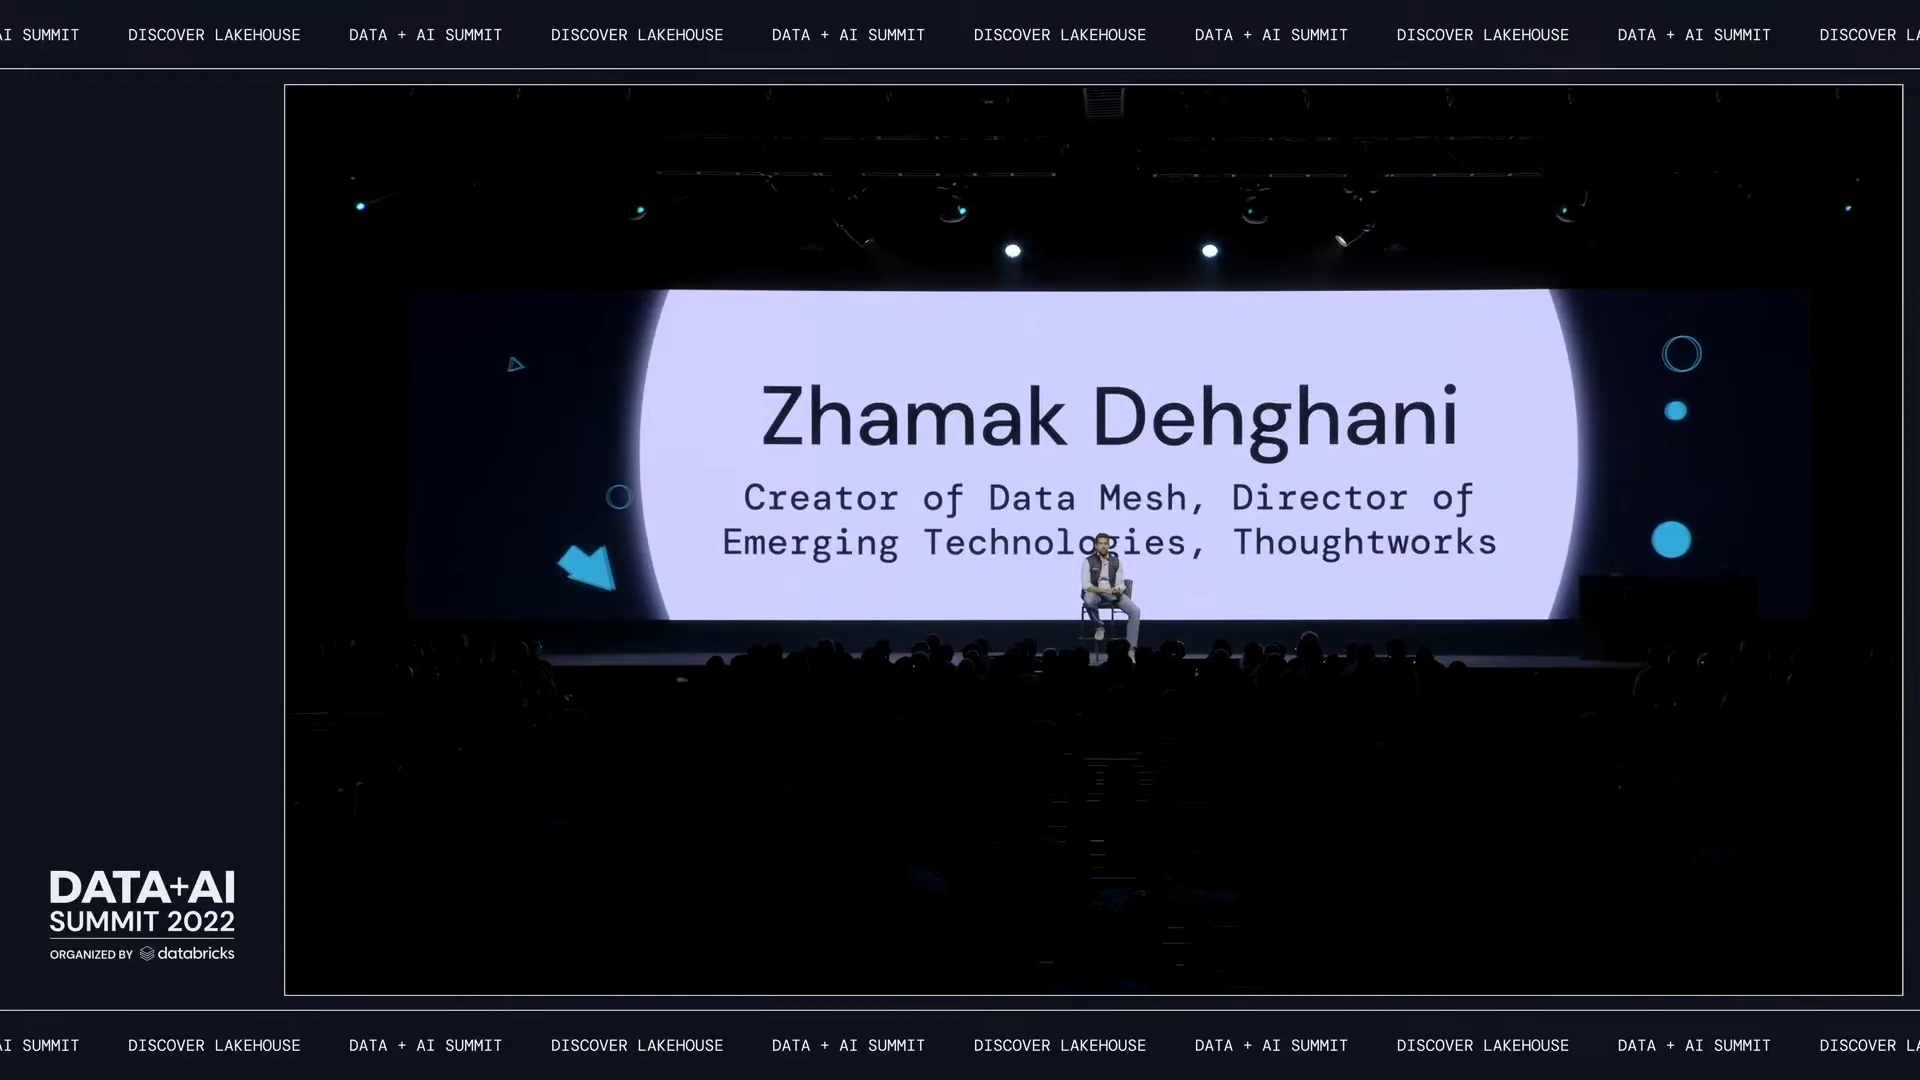 AI SUMMIT DISCOVER LAKEHOUSE DATA + AI SUMMIT DISCOVER LAKEHOUSE DATA + AI SUMMIT DISCOVER LAKEHOUSE DATA + AI SUMMIT DISCOVER LAKEHOUSE DATA + AI SUMMIT DISCOVER L
Zhamak Dehghani
Creator of Data Mesh, Director of
Emerging Technologies, Thoughtworks
DATA+AI
SUMMIT 2022
ORGANIZED BY databricks
AI SUMMIT DISCOVER LAKEHOUSE DATA + AI SUMMIT DISCOVER LAKEHOUSE DATA + AI SUMMIT DISCOVER LAKEHOUSE DATA + AI SUMMIT DISCOVER LAKEHOUSE DATA + AI SUMMIT DISCOVER L